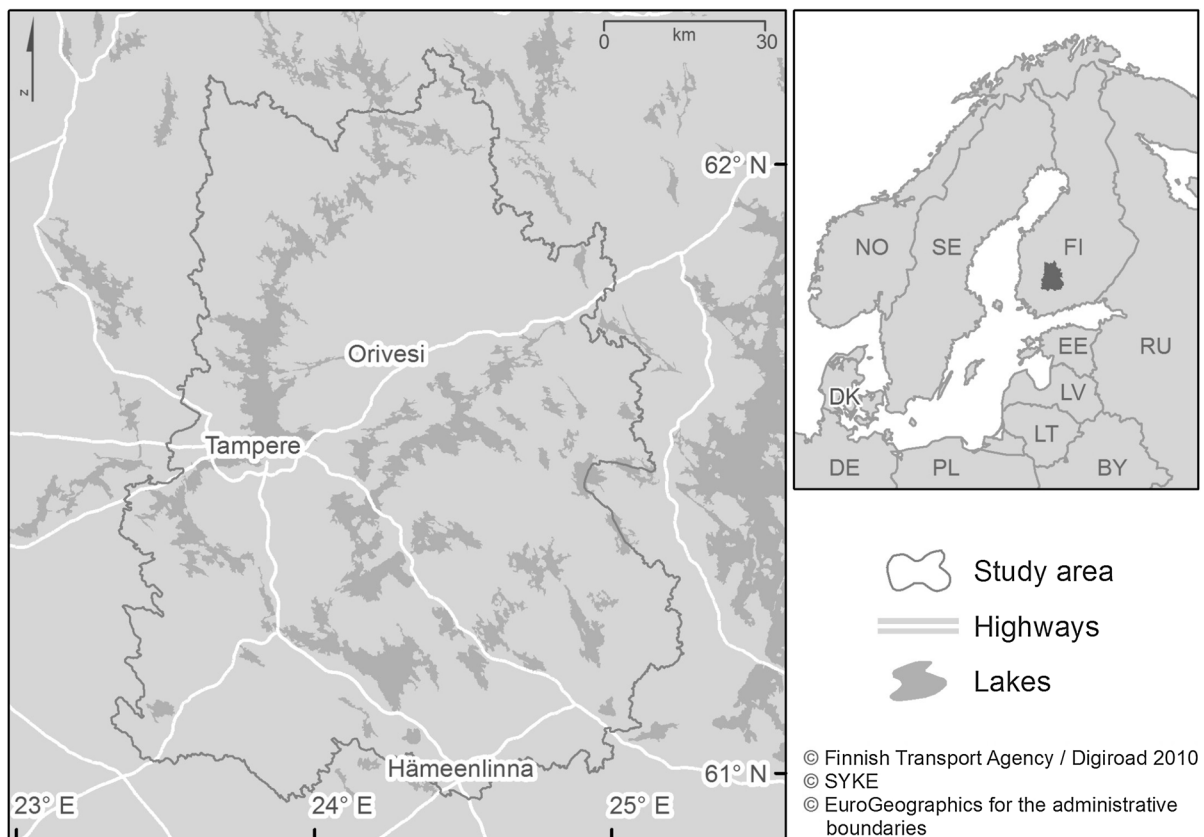 N
0 km 30
62° N
Orivesi
Tampere
Hämeenlinna
61° N
23° E
24° E
25° E
NO
SE
FI
RU
EE
LV
DK
LT
DE
PL
BY
Study area
Highways
Lakes
© Finnish Transport Agency / Digiroad 2010
© SYKE
© EuroGeographics for the administrative
boundaries